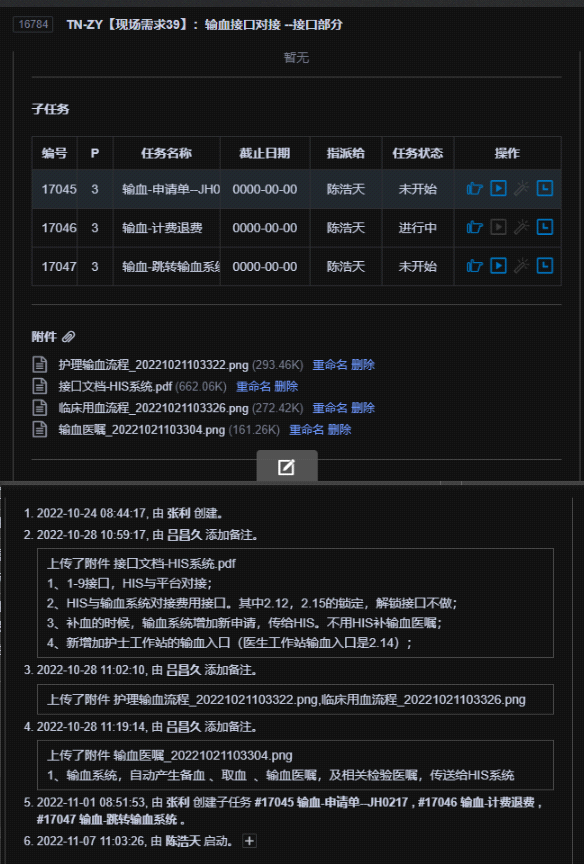 16784 TN-ZY【现场需求39】：输血接口对接 --接口部分
暂无
子任务
编号 P 任务名称 截止日期 指派给 任务状态 操作
17045 3 输血-申请单--JH0 0000-00-00 陈浩天 未开始
17046 3 输血-计费退费 0000-00-00 陈浩天 进行中
17047 3 输血-跳转输血系统 0000-00-00 陈浩天 未开始
附件
护理输血流程_20221021103322.png (293.46K) 重命名 删除
接口文档-HIS系统.pdf (662.06K) 重命名 删除
临床用血流程_20221021103326.png (272.42K) 重命名 删除
输血医嘱_20221021103304.png (161.26K) 重命名 删除
1. 2022-10-24 08:44:17, 由 张利 创建。
2. 2022-10-28 10:59:17, 由 吕昌久 添加备注。
上传了附件 接口文档-HIS系统.pdf
1、1-9接口，HIS与平台对接；
2、HIS与输血系统对接费用接口。其中2.12，2.15的锁定，解锁接口不做；
3、补血的时候，输血系统增加新申请，传给HIS。不用HIS补输血医嘱；
4、新增加护士工作站的输血入口（医生工作站输血入口是2.14）；
3. 2022-10-28 11:02:10, 由 吕昌久 添加备注。
上传了附件 护理输血流程_20221021103322.png,临床用血流程_20221021103326.png
4. 2022-10-28 11:19:14, 由 吕昌久 添加备注。
上传了附件 输血医嘱_20221021103304.png
1、输血系统，自动产生备血 、取血 、输血医嘱，及相关检验医嘱，传送给HIS系统
5. 2022-11-01 08:51:53, 由 张利 创建子任务 #17045 输血-申请单--JH0217 , #17046 输血-计费退费 ,
#17047 输血-跳转输血系统 。
6. 2022-11-07 11:03:26, 由 陈浩天 启动。